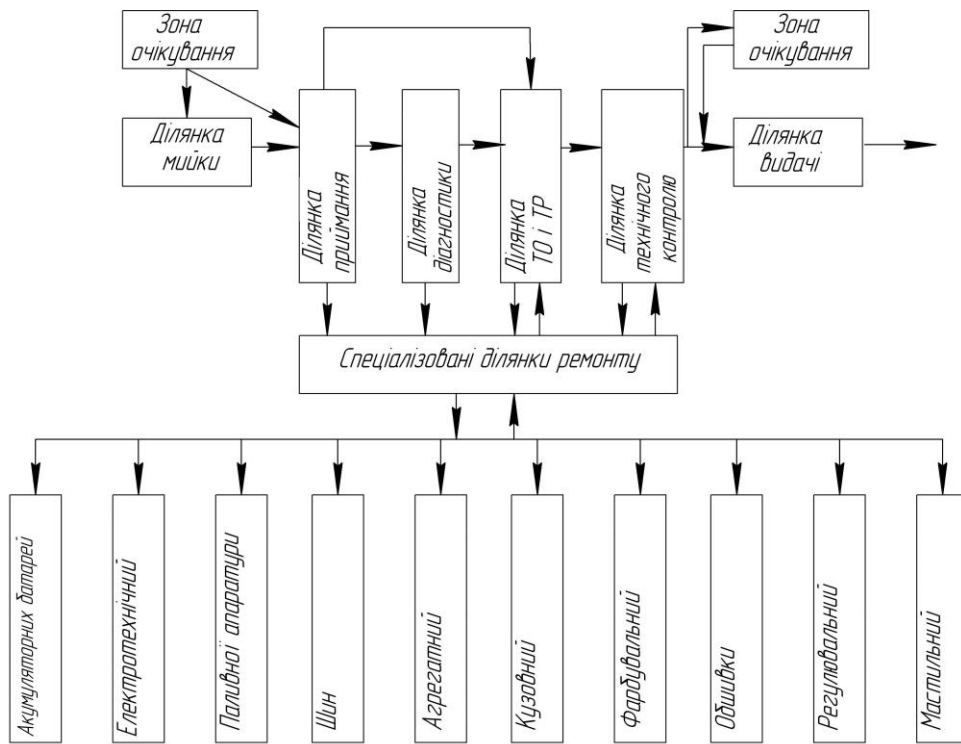 Зона
очікування
Зона
очікування
Ділянка
мийки
Ділянка
приймання
Ділянка
діагностики
Ділянка
ТО і ТР
Ділянка
технічного
контролю
Ділянка
видачі
Спеціалізовані ділянки ремонту
Акумуляторних батарей
Електротехнічний
Паливної апаратури
Шин
Агрегатний
Кузовний
Фарбувальний
Обшивки
Регулювальний
Мастильний